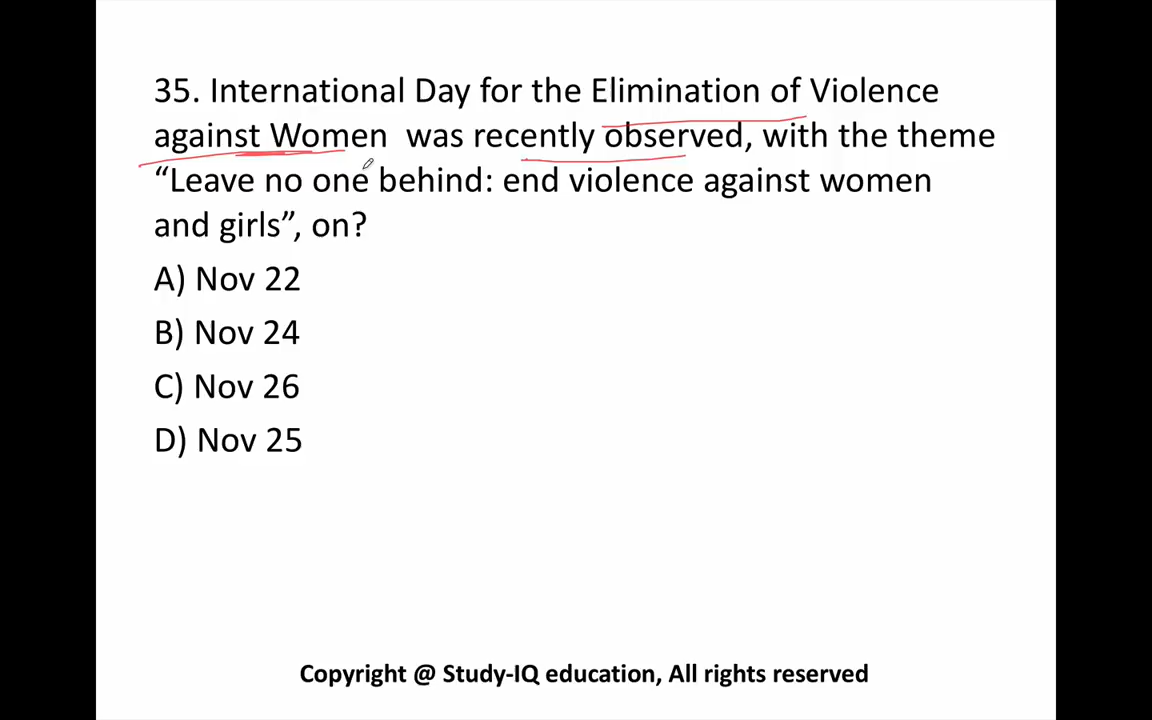 35. International Day for the Elimination of Violence
against Women was recently observed, with the theme
“Leave no one behind: end violence against women
and girls”, on?
A) Nov 22
B) Nov 24
C) Nov 26
D) Nov 25
Copyright @ Study-IQ education, All rights reserved